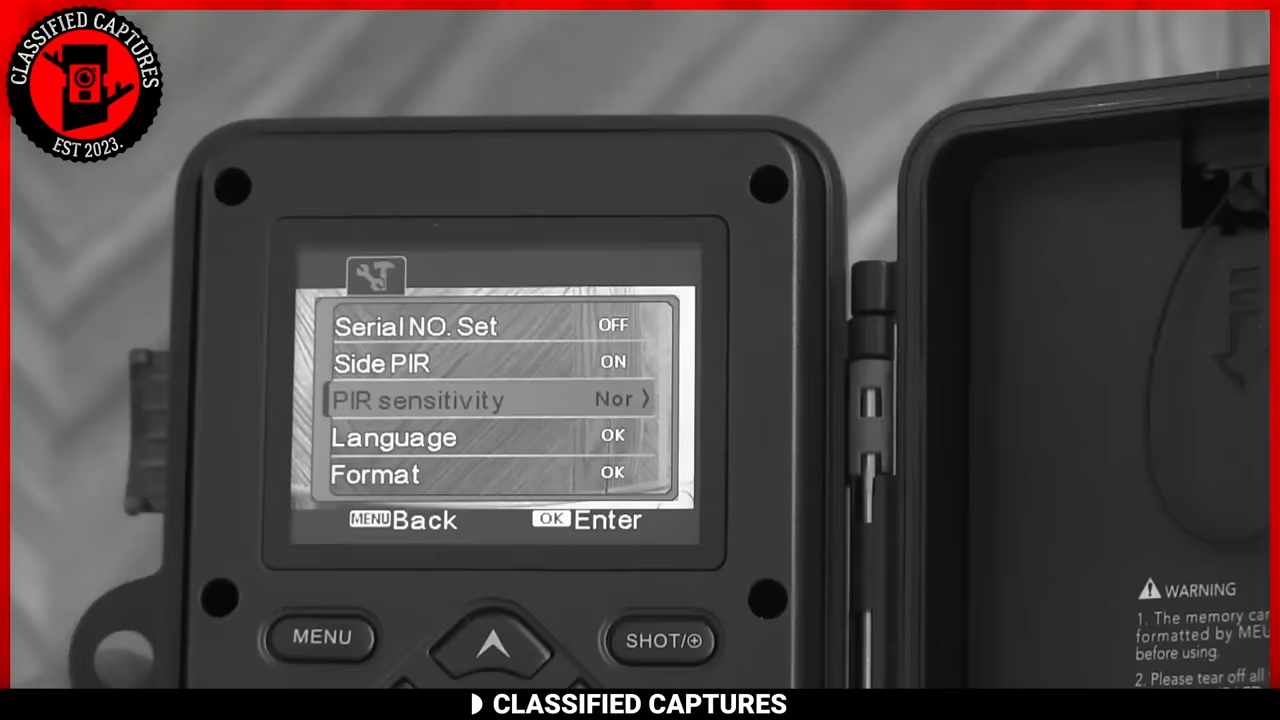 CLASSIFIED CAPTURES
EST 2023.
Serial NO. Set OFF
Side PIR ON
PIR sensitivity Nor >
Language OK
Format OK
MENU Back OK Enter
MENU
SHOT/⊕
WARNING
1. The memory car
formatted by MEU
before using.
2. Please tear off all
CLASSIFIED CAPTURES